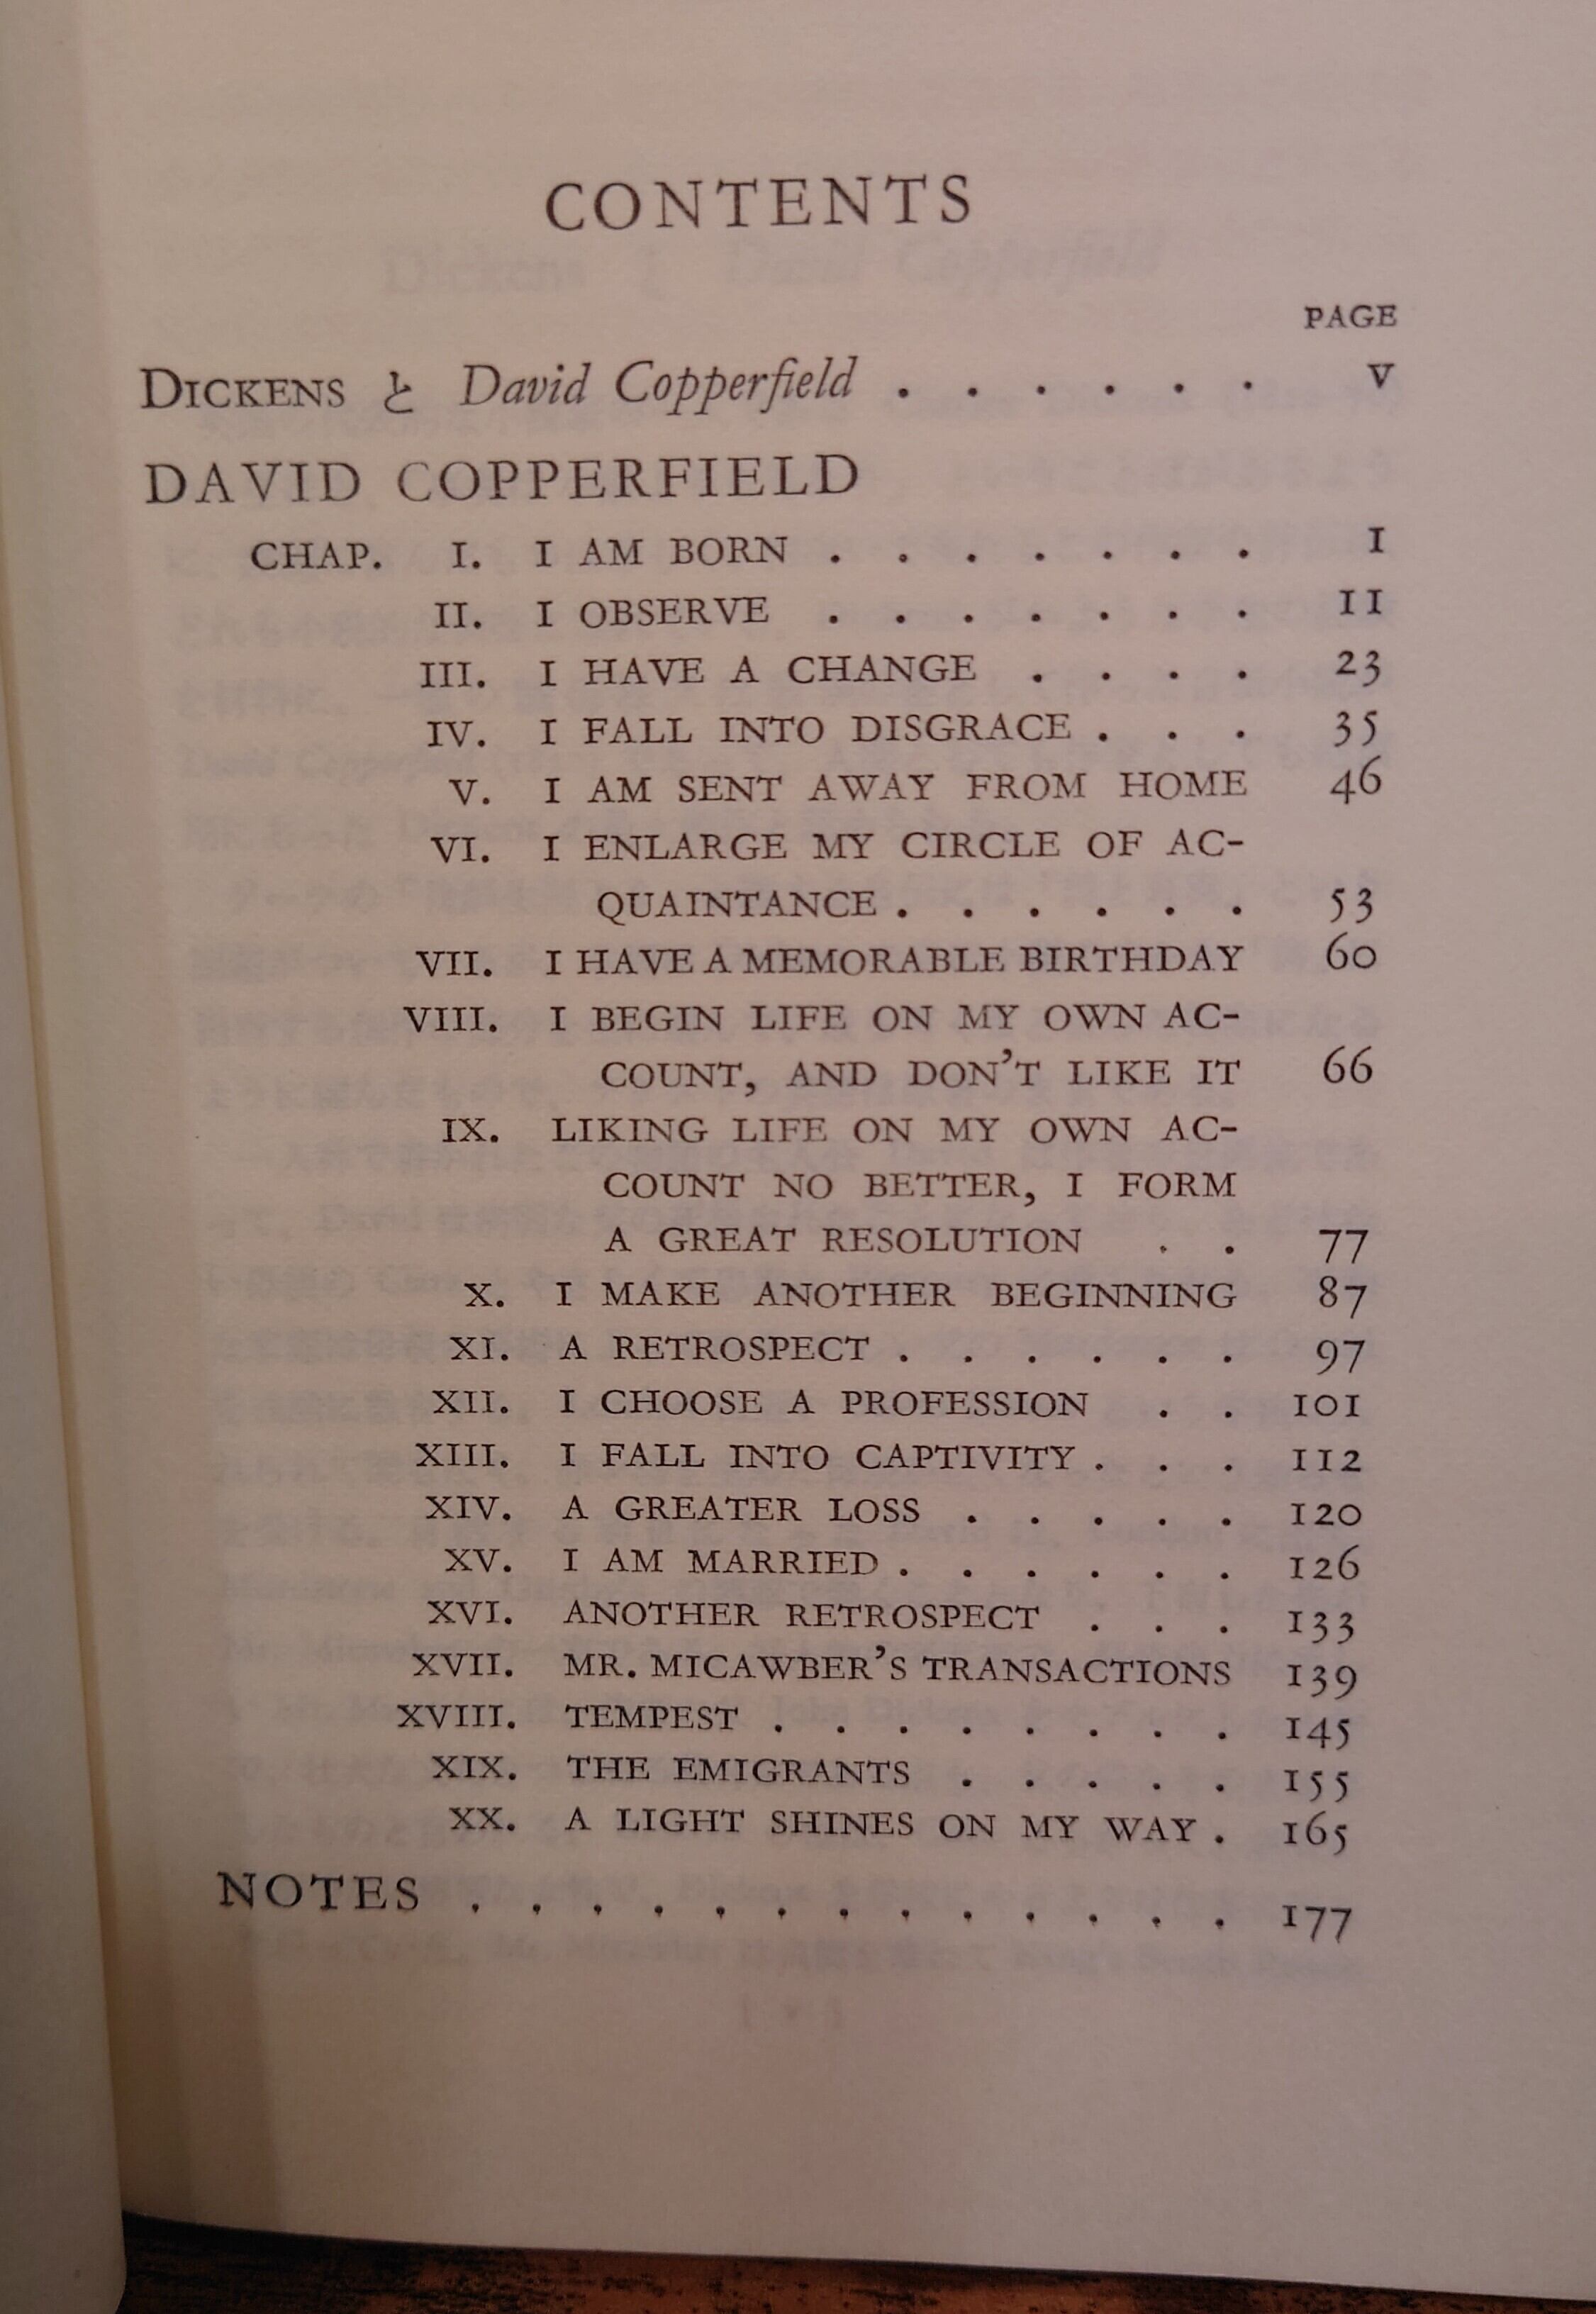 CONTENTS
PAGE
DICKENS と David Copperfield . . . . . . v
DAVID COPPERFIELD
CHAP. I. I AM BORN . . . . . . . 1
II. I OBSERVE . . . . . . . 11
III. I HAVE A CHANGE . . . . 23
IV. I FALL INTO DISGRACE . . . 35
V. I AM SENT AWAY FROM HOME 46
VI. I ENLARGE MY CIRCLE OF AC-
QUAINTANCE . . . . . . 53
VII. I HAVE A MEMORABLE BIRTHDAY 60
VIII. I BEGIN LIFE ON MY OWN AC-
COUNT, AND DON'T LIKE IT 66
IX. LIKING LIFE ON MY OWN AC-
COUNT NO BETTER, I FORM
A GREAT RESOLUTION . . 77
X. I MAKE ANOTHER BEGINNING 87
XI. A RETROSPECT . . . . . . 97
XII. I CHOOSE A PROFESSION . . 101
XIII. I FALL INTO CAPTIVITY . . . 112
XIV. A GREATER LOSS . . . . . 120
XV. I AM MARRIED . . . . . . 126
XVI. ANOTHER RETROSPECT . . . 133
XVII. MR. MICAWBER'S TRANSACTIONS 139
XVIII. TEMPEST . . . . . . . . 145
XIX. THE EMIGRANTS . . . . . 155
XX. A LIGHT SHINES ON MY WAY . 165
NOTES . . . . . . . . . . . . . 177